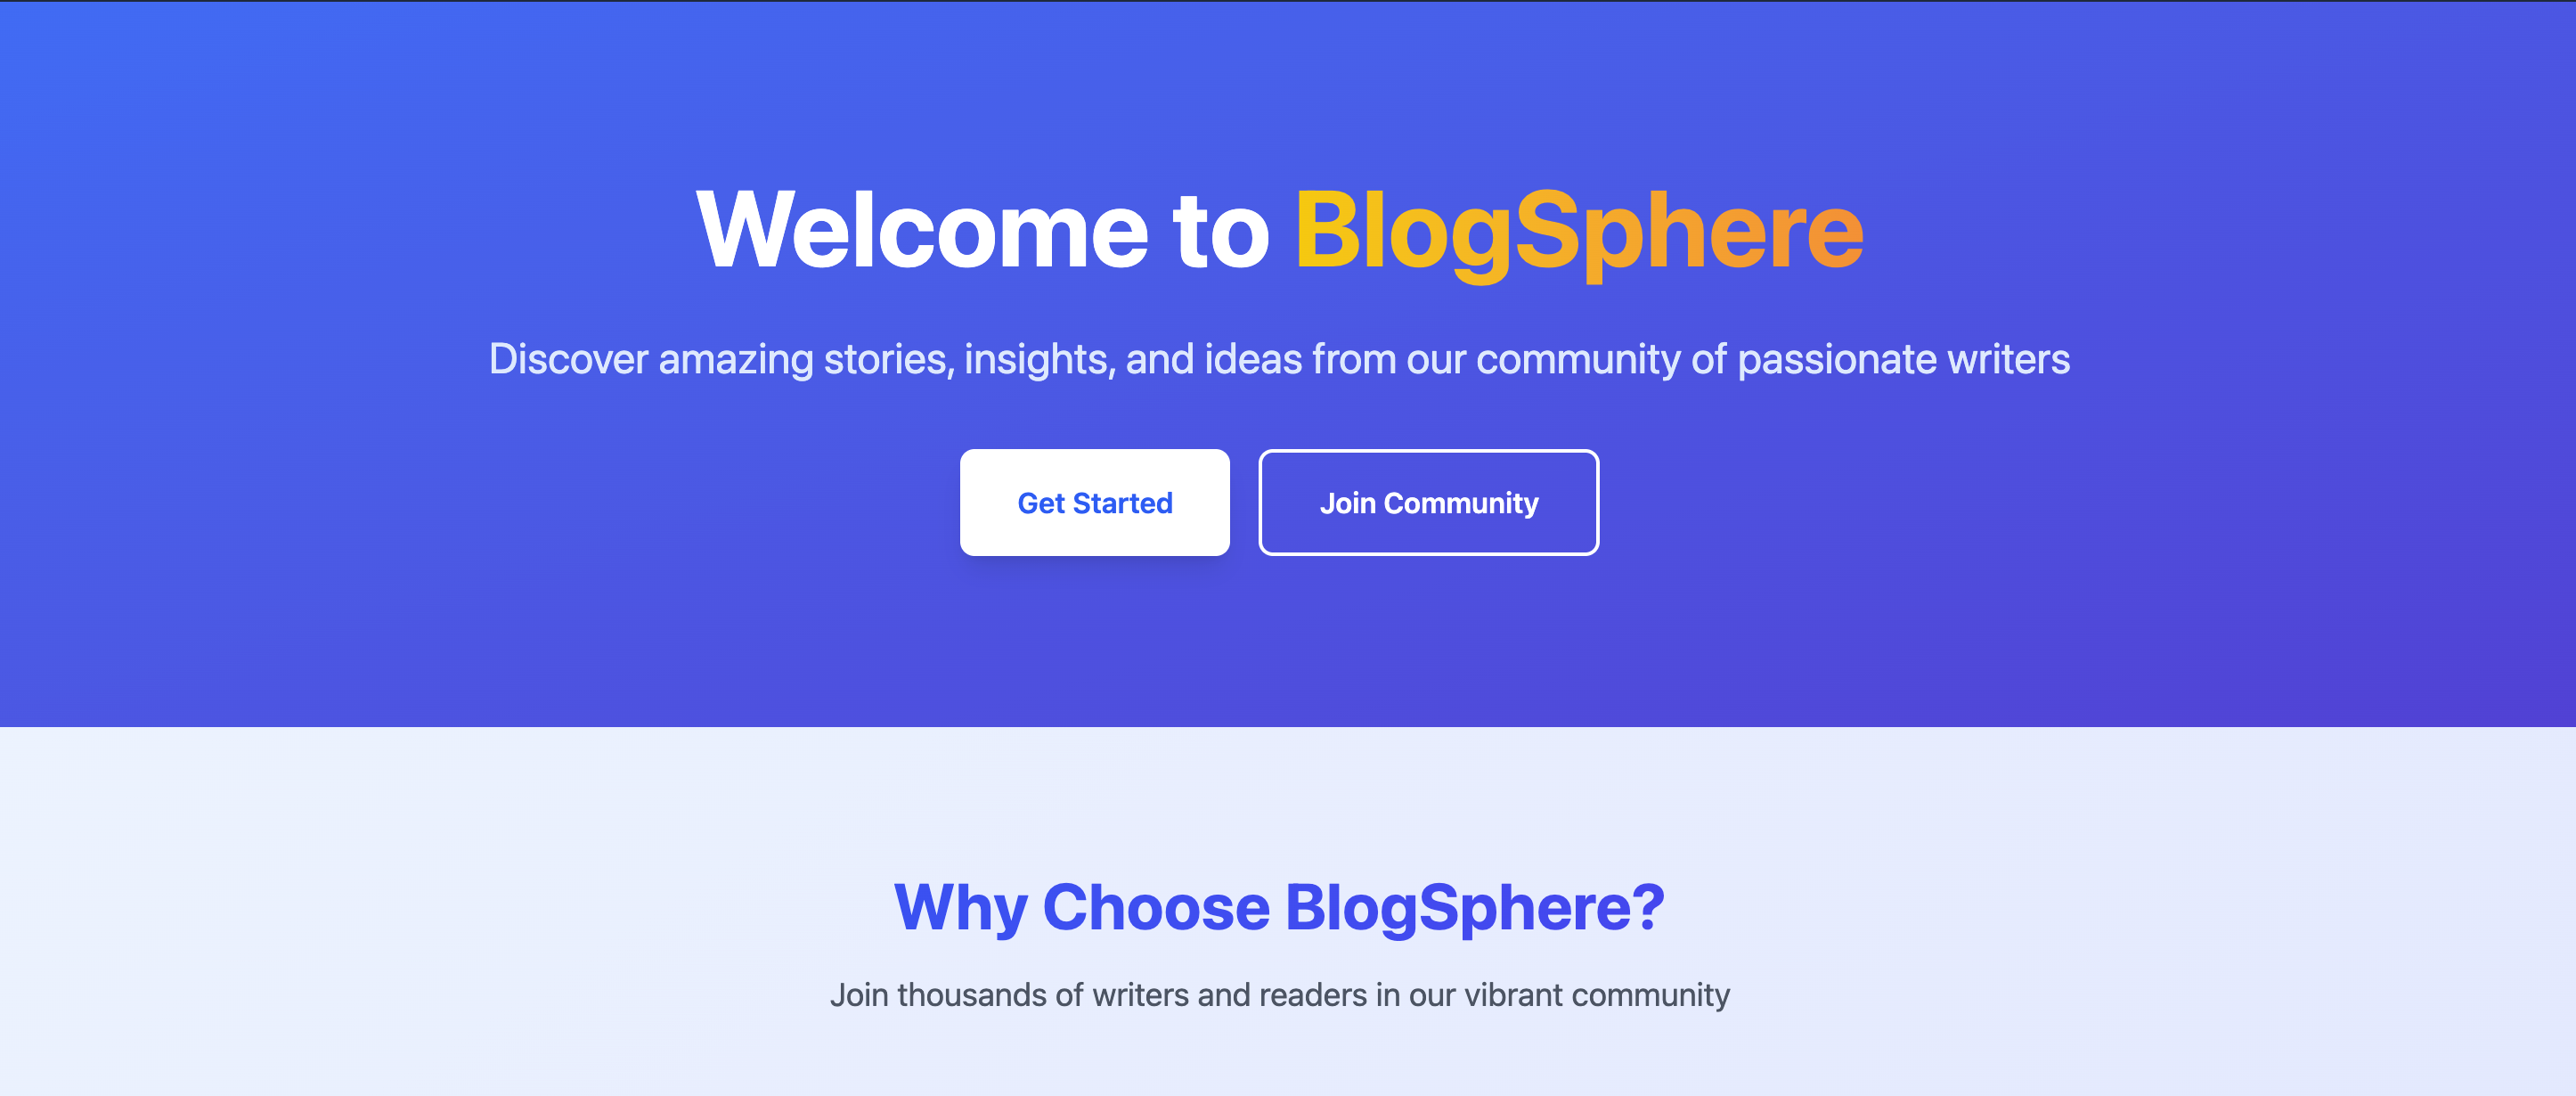 Welcome to BlogSphere
Discover amazing stories, insights, and ideas from our community of passionate writers
Get Started
Join Community
Why Choose BlogSphere?
Join thousands of writers and readers in our vibrant community